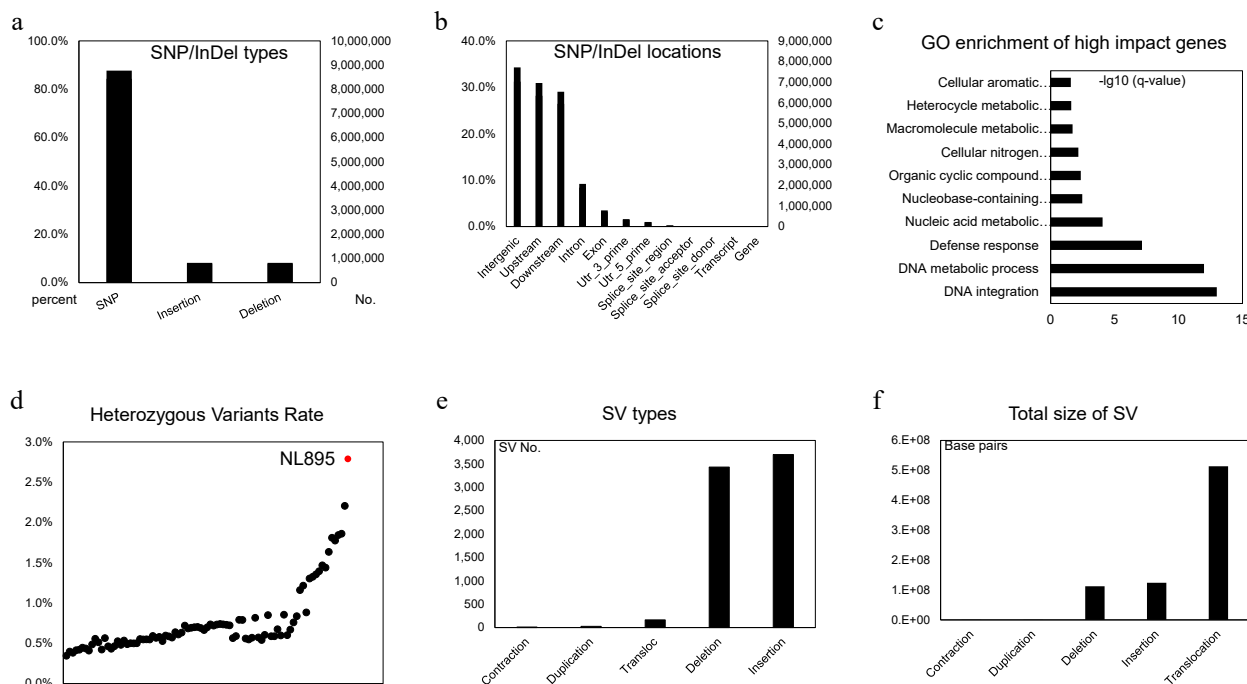 a
SNP/InDel types
100.0%
80.0%
60.0%
40.0%
20.0%
0.0%
10,000,000
9,000,000
8,000,000
7,000,000
6,000,000
5,000,000
4,000,000
3,000,000
2,000,000
1,000,000
0
percent
No.
SNP
Insertion
Deletion
b
SNP/InDel locations
40.0%
30.0%
20.0%
10.0%
0.0%
9,000,000
8,000,000
7,000,000
6,000,000
5,000,000
4,000,000
3,000,000
2,000,000
1,000,000
0
Intergenic
Upstream
Downstream
Intron
Exon
Utr_3_prime
Utr_5_prime
Splice_site_region
Splice_site_acceptor
Splice_site_donor
Transcript
Gene
c
GO enrichment of high impact genes
-lg10 (q-value)
Cellular aromatic…
Heterocycle metabolic…
Macromolecule metabolic…
Cellular nitrogen…
Organic cyclic compound…
Nucleobase-containing…
Nucleic acid metabolic…
Defense response
DNA metabolic process
DNA integration
0 5 10 15
d
Heterozygous Variants Rate
3.0%
2.5%
2.0%
1.5%
1.0%
0.5%
0.0%
NL895
e
SV types
SV No.
4,000
3,500
3,000
2,500
2,000
1,500
1,000
500
0
Contraction
Duplication
Transloc
Deletion
Insertion
f
Total size of SV
Base pairs
6.E+08
5.E+08
4.E+08
3.E+08
2.E+08
1.E+08
0.E+00
Contraction
Duplication
Deletion
Insertion
Translocation